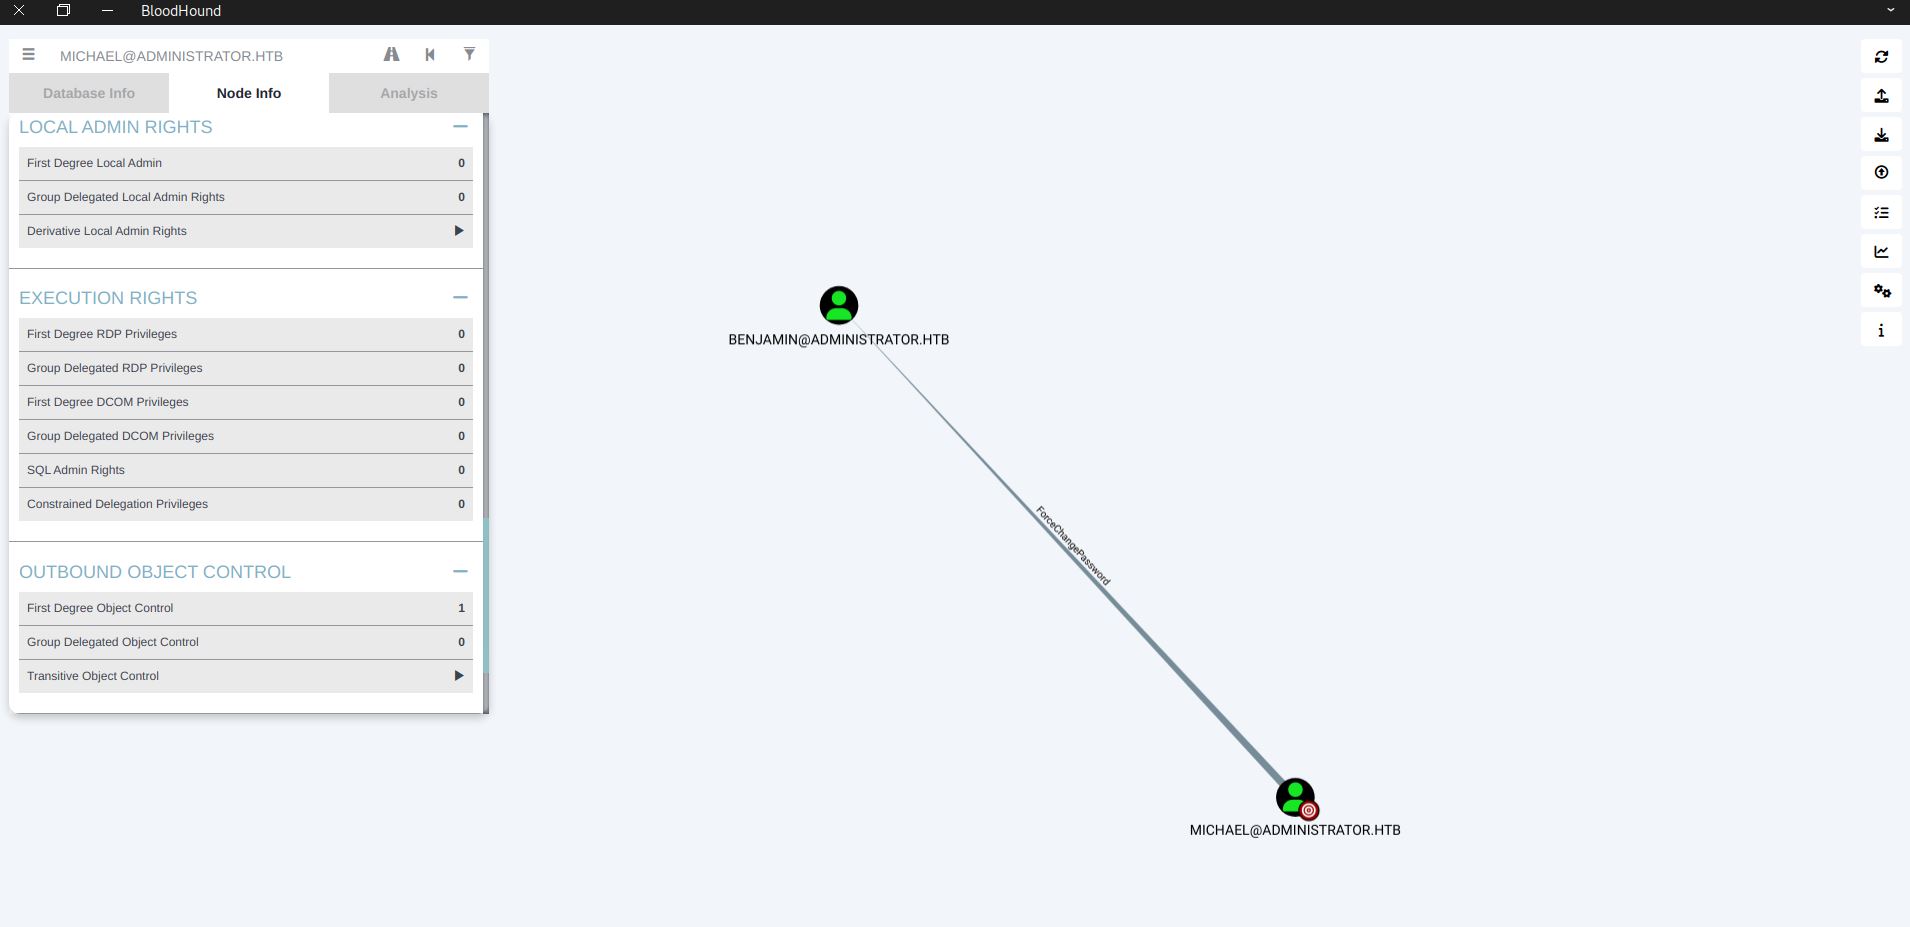 BloodHound
MICHAEL@ADMINISTRATOR.HTB
Database Info
Node Info
Analysis
LOCAL ADMIN RIGHTS
First Degree Local Admin 0
Group Delegated Local Admin Rights 0
Derivative Local Admin Rights
EXECUTION RIGHTS
First Degree RDP Privileges 0
Group Delegated RDP Privileges 0
First Degree DCOM Privileges 0
Group Delegated DCOM Privileges 0
SQL Admin Rights 0
Constrained Delegation Privileges 0
OUTBOUND OBJECT CONTROL
First Degree Object Control 1
Group Delegated Object Control 0
Transitive Object Control
BENJAMIN@ADMINISTRATOR.HTB
ForceChangePassword
MICHAEL@ADMINISTRATOR.HTB